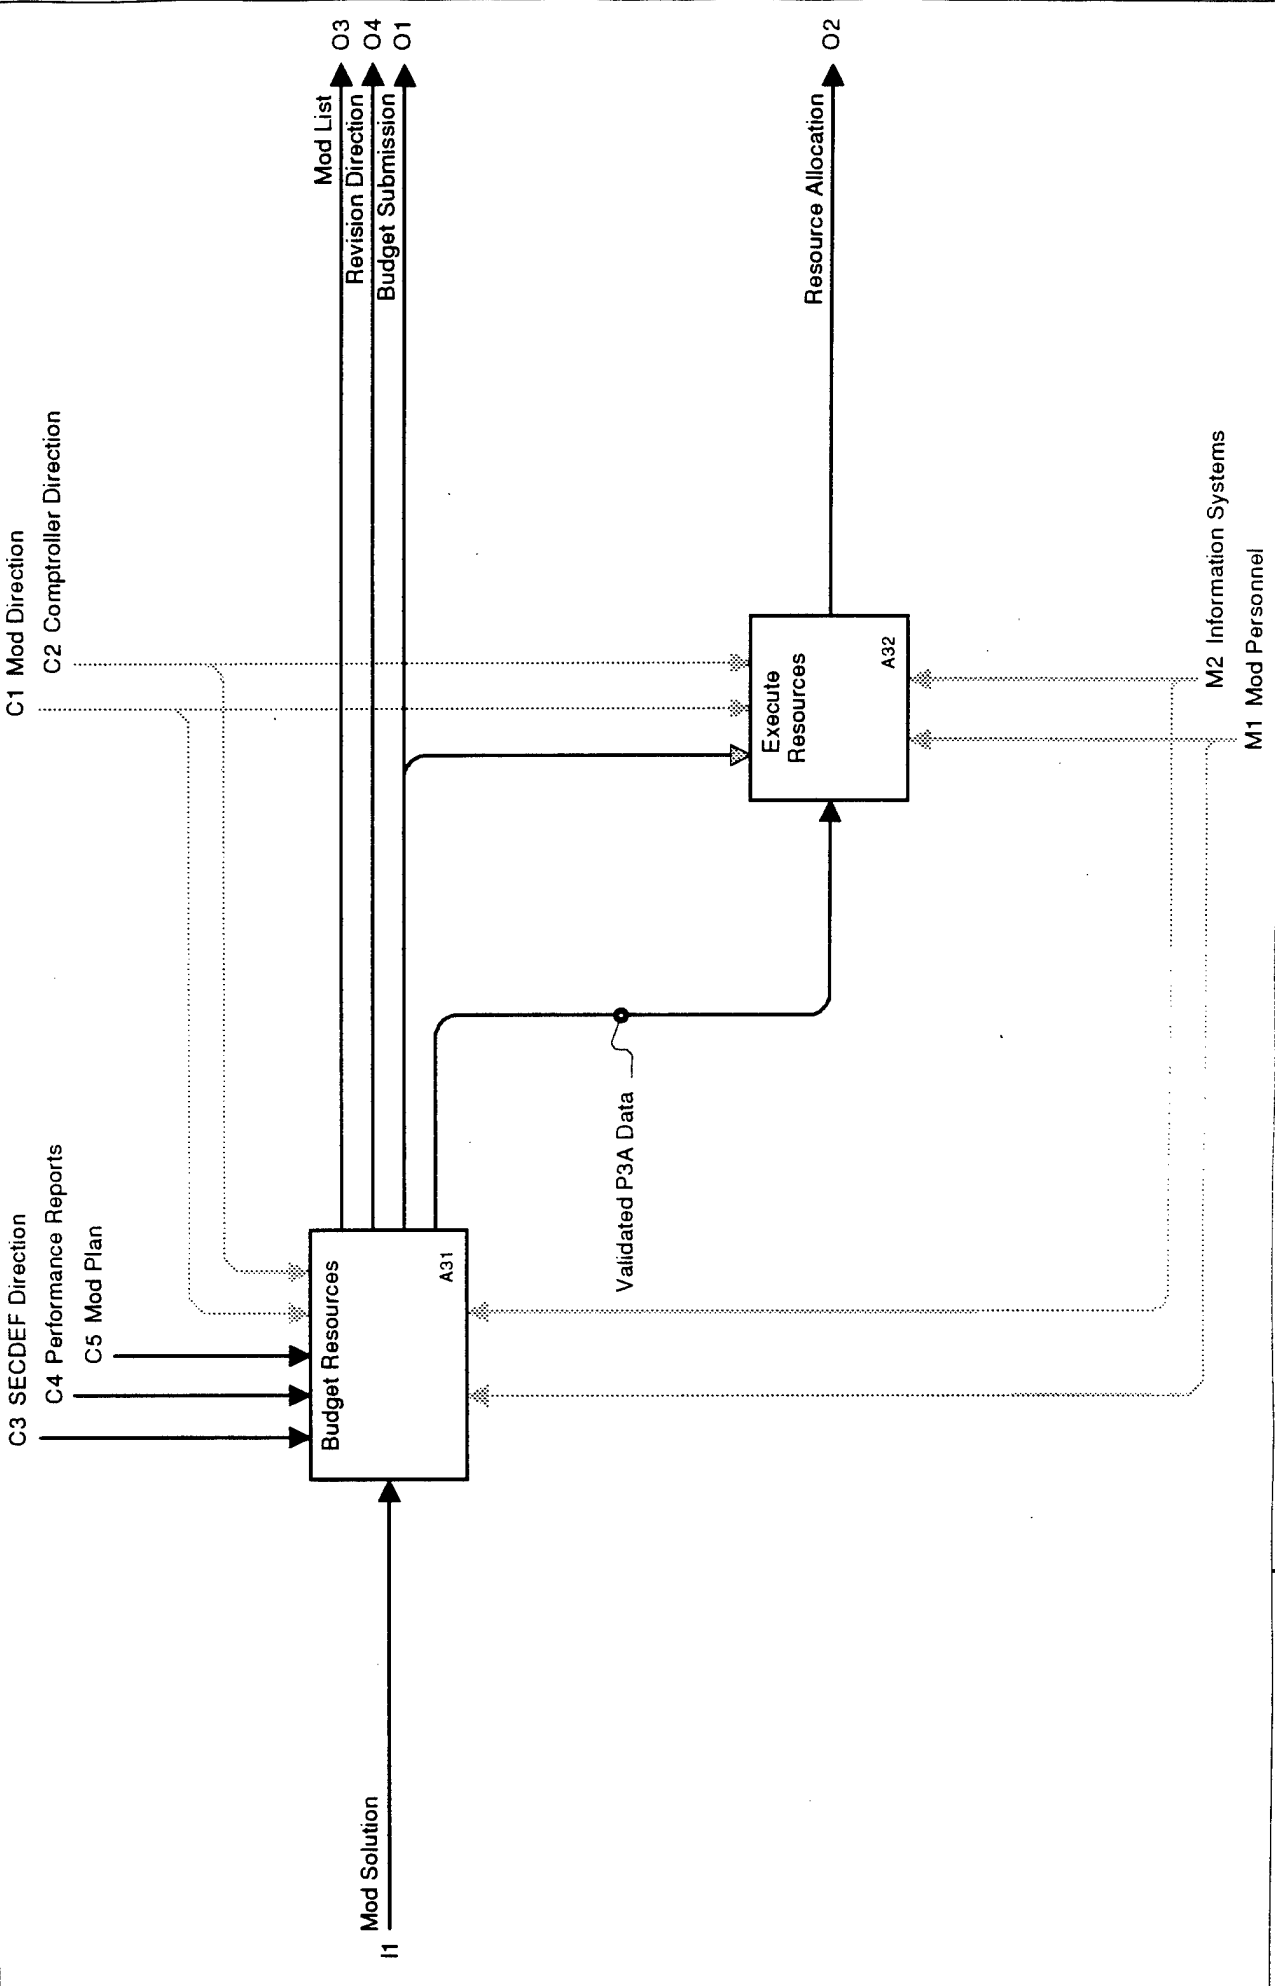 C1 Mod Direction
C2 Comptroller Direction
C3 SECDEF Direction
C4 Performance Reports
C5 Mod Plan
Mod List
O3
Revision Direction
O4
Budget Submission
O1
Budget Resources
A31
I1
Mod Solution
Validated P3A Data
Execute
Resources
A32
Resource Allocation
O2
M2 Information Systems
M1 Mod Personnel